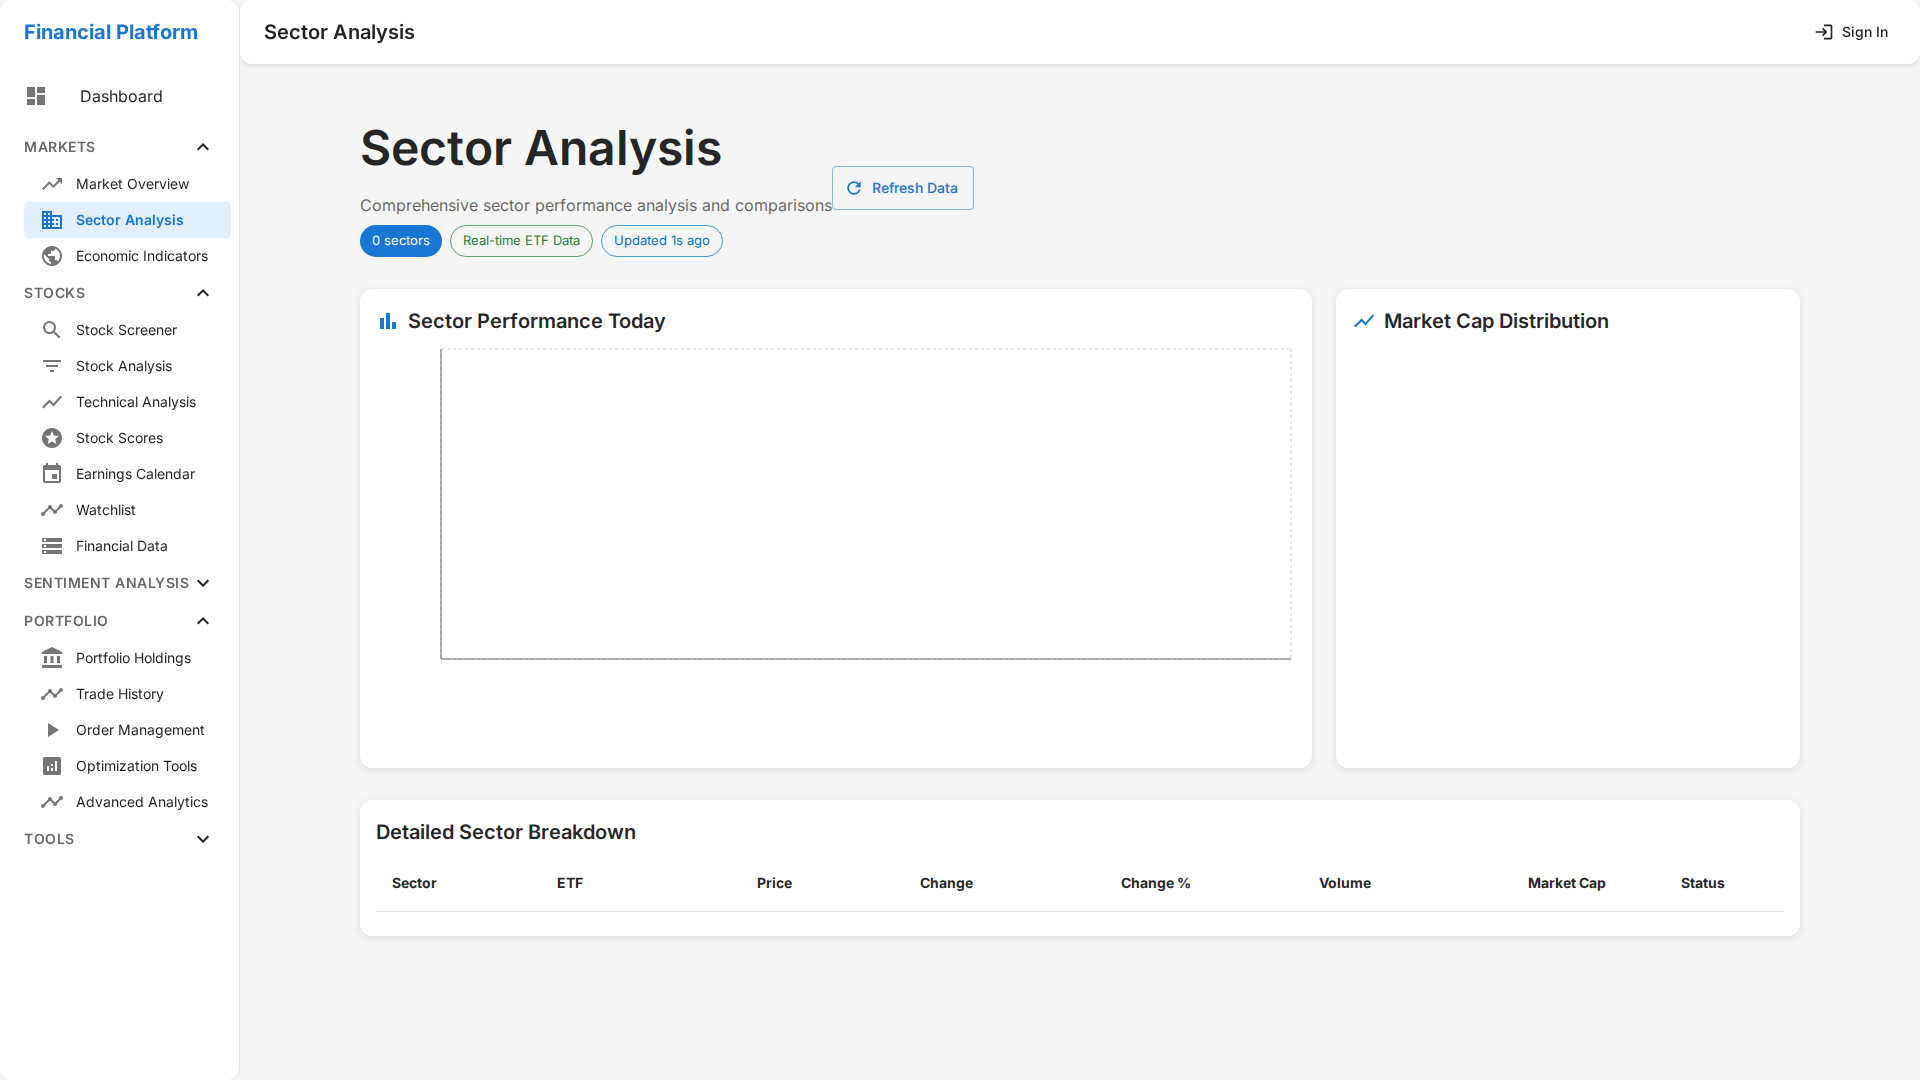 Financial Platform
Sector Analysis
Sign In
Dashboard
MARKETS
Market Overview
Sector Analysis
Economic Indicators
STOCKS
Stock Screener
Stock Analysis
Technical Analysis
Stock Scores
Earnings Calendar
Watchlist
Financial Data
SENTIMENT ANALYSIS
PORTFOLIO
Portfolio Holdings
Trade History
Order Management
Optimization Tools
Advanced Analytics
TOOLS
Sector Analysis
Comprehensive sector performance analysis and comparisons
Refresh Data
0 sectors
Real-time ETF Data
Updated 1s ago
Sector Performance Today
Market Cap Distribution
Detailed Sector Breakdown
Sector ETF Price Change Change % Volume Market Cap Status